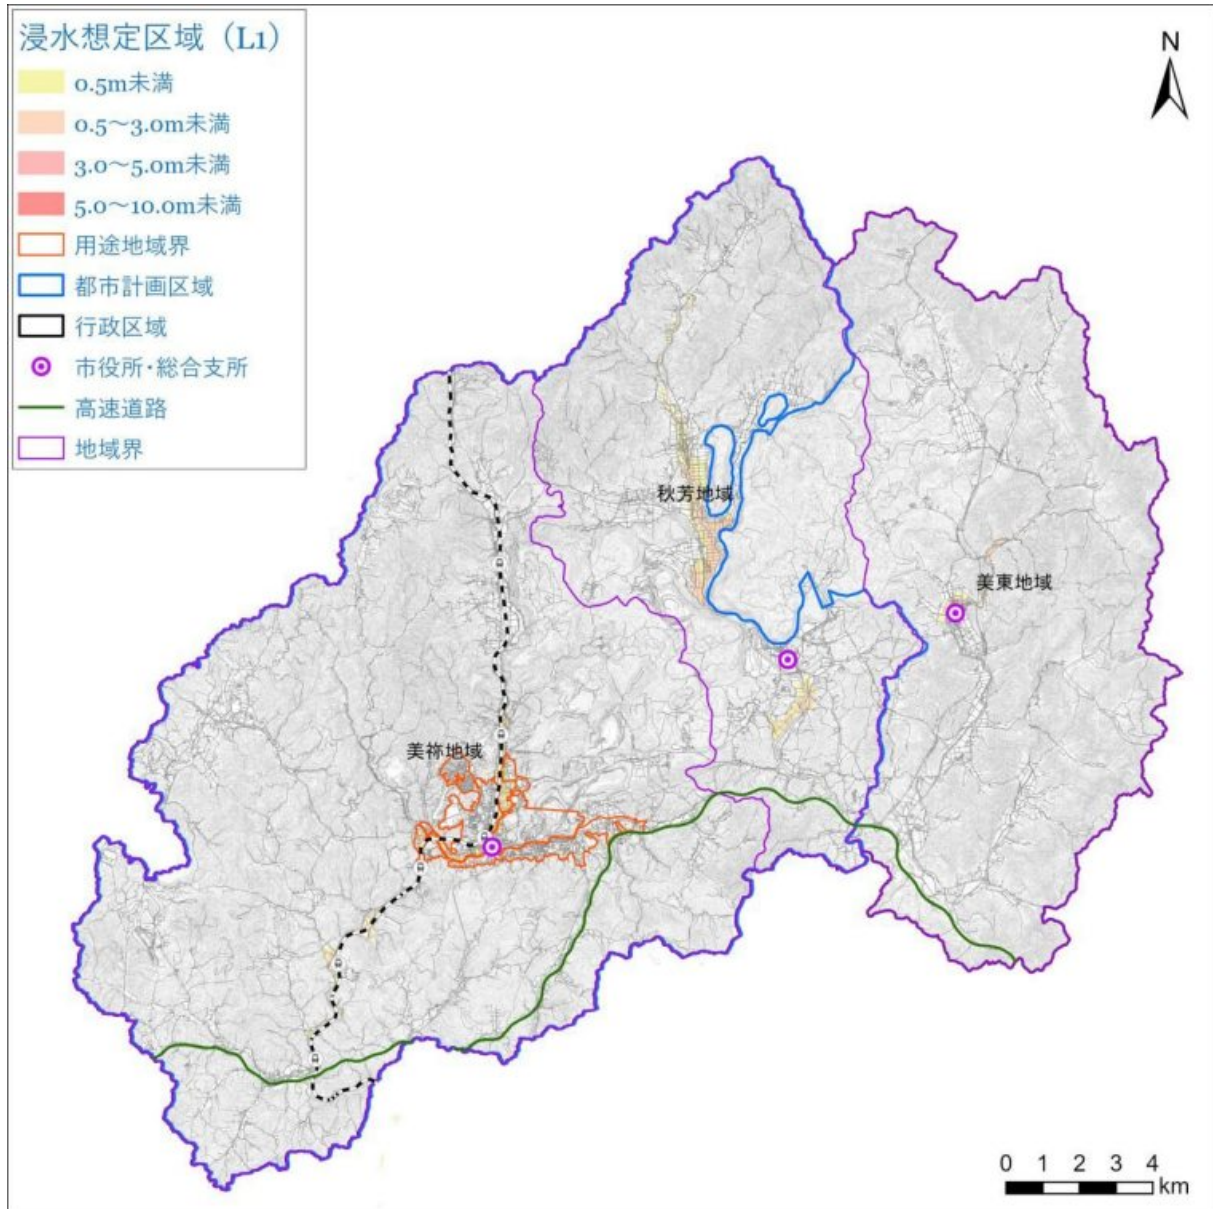 浸水想定区域（L1）
0.5m未満
0.5～3.0m未満
3.0～5.0m未満
5.0～10.0m未満
用途地域界
都市計画区域
行政区域
市役所・総合支所
高速道路
地域界
N
秋芳地域
美東地域
美祢地域
0 1 2 3 4
km